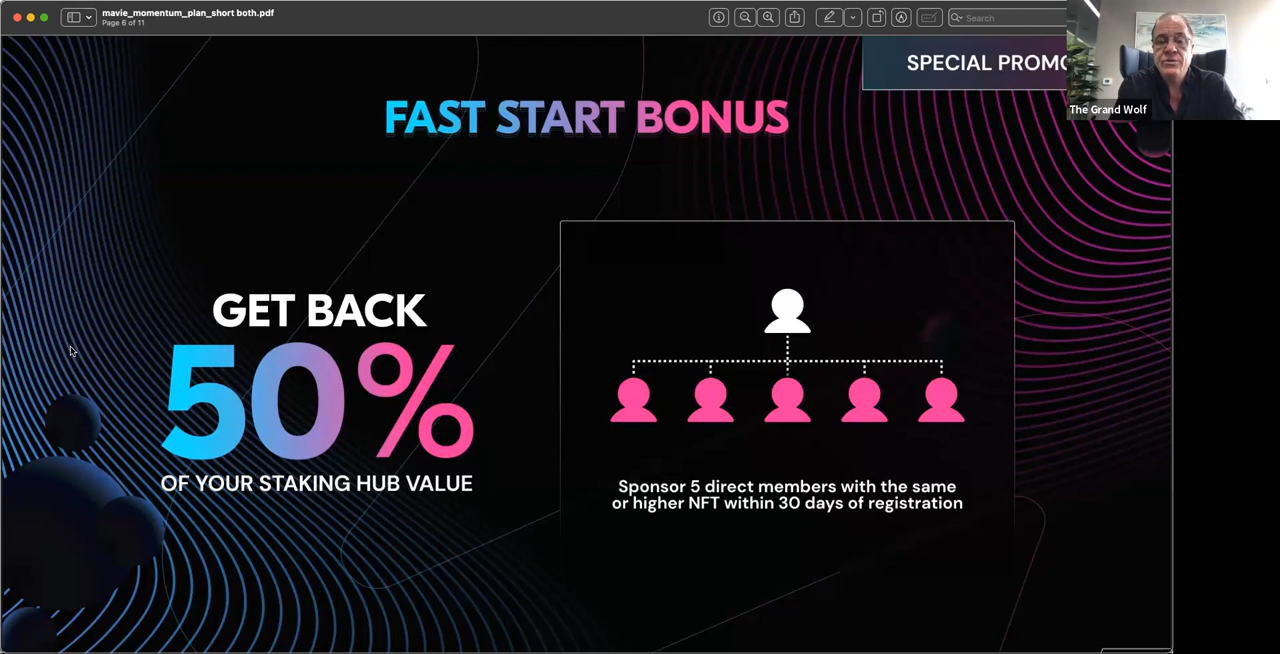 mavie_momentum_plan_short both.pdf
Page 6 of 11
Search
SPECIAL PROMO
The Grand Wolf
FAST START BONUS
GET BACK
50%
OF YOUR STAKING HUB VALUE
Sponsor 5 direct members with the same
or higher NFT within 30 days of registration